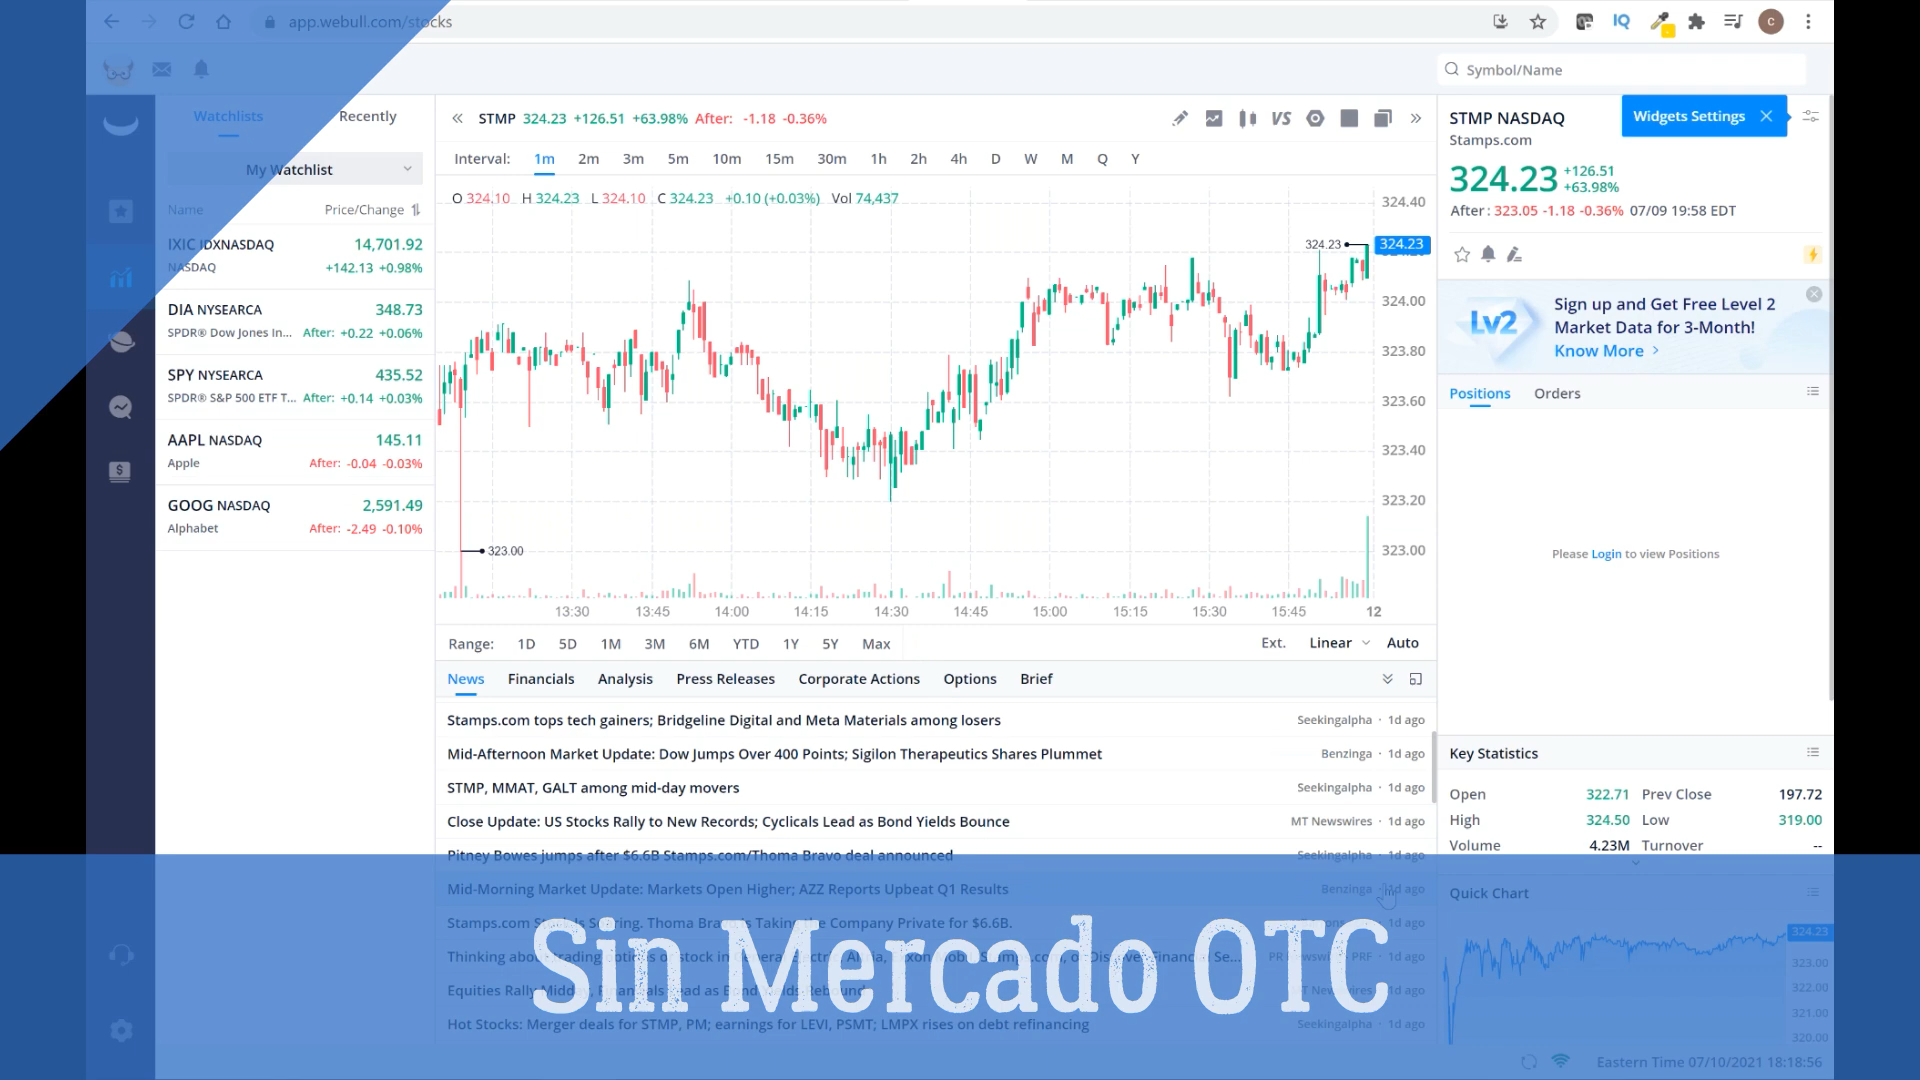 app.webull.com/stocks
IQ
C
Symbol/Name
Watchlists
Recently
My Watchlist
Name
Price/Change
IXIC IDXNASDAQ 14,701.92
NASDAQ +142.13 +0.98%
DIA NYSEARCA 348.73
SPDR® Dow Jones In... After: +0.22 +0.06%
SPY NYSEARCA 435.52
SPDR® S&P 500 ETF T... After: +0.14 +0.03%
AAPL NASDAQ 145.11
Apple After: -0.04 -0.03%
GOOG NASDAQ 2,591.49
Alphabet After: -2.49 -0.10%
STMP 324.23 +126.51 +63.98% After: -1.18 -0.36%
VS
Interval: 1m 2m 3m 5m 10m 15m 30m 1h 2h 4h D W M Q Y
O 324.10 H 324.23 L 324.10 C 324.23 +0.10 (+0.03%) Vol 74,437
324.40
324.23
324.23
324.00
323.80
323.60
323.40
323.20
323.00
323.00
13:30 13:45 14:00 14:15 14:30 14:45 15:00 15:15 15:30 15:45 12
Range: 1D 5D 1M 3M 6M YTD 1Y 5Y Max
Ext. Linear Auto
News Financials Analysis Press Releases Corporate Actions Options Brief
Stamps.com tops tech gainers; Bridgeline Digital and Meta Materials among losers Seekingalpha · 1d ago
Mid-Afternoon Market Update: Dow Jumps Over 400 Points; Sigilon Therapeutics Shares Plummet Benzinga · 1d ago
STMP, MMAT, GALT among mid-day movers Seekingalpha · 1d ago
Close Update: US Stocks Rally to New Records; Cyclicals Lead as Bond Yields Bounce MT Newswires · 1d ago
Pitney Bowes jumps after $6.6B Stamps.com/Thoma Bravo deal announced Seekingalpha · 1d ago
Mid-Morning Market Update: Markets Open Higher; AZZ Reports Upbeat Q1 Results Benzinga · 1d ago
Stamps.com Taking the Company Private for $6.6B. 1d ago
Thinking 1d ago
Equities Rally 1d ago
Hot Stocks: Merger deals for STMP, PM; earnings for LEVI, PSMT; LMPX rises on debt refinancing Seekingalpha · 1d ago
Sin Mercado OTC
STMP NASDAQ
Widgets Settings
Stamps.com
324.23 +126.51
+63.98%
After : 323.05 -1.18 -0.36% 07/09 19:58 EDT
Lv2
Sign up and Get Free Level 2
Market Data for 3-Month!
Know More
Positions Orders
Please Login to view Positions
Key Statistics
Open 322.71 Prev Close 197.72
High 324.50 Low 319.00
Volume 4.23M Turnover --
Quick Chart
324.23
323.00
322.00
321.00
320.00
Eastern Time 07/10/2021 18:18:56